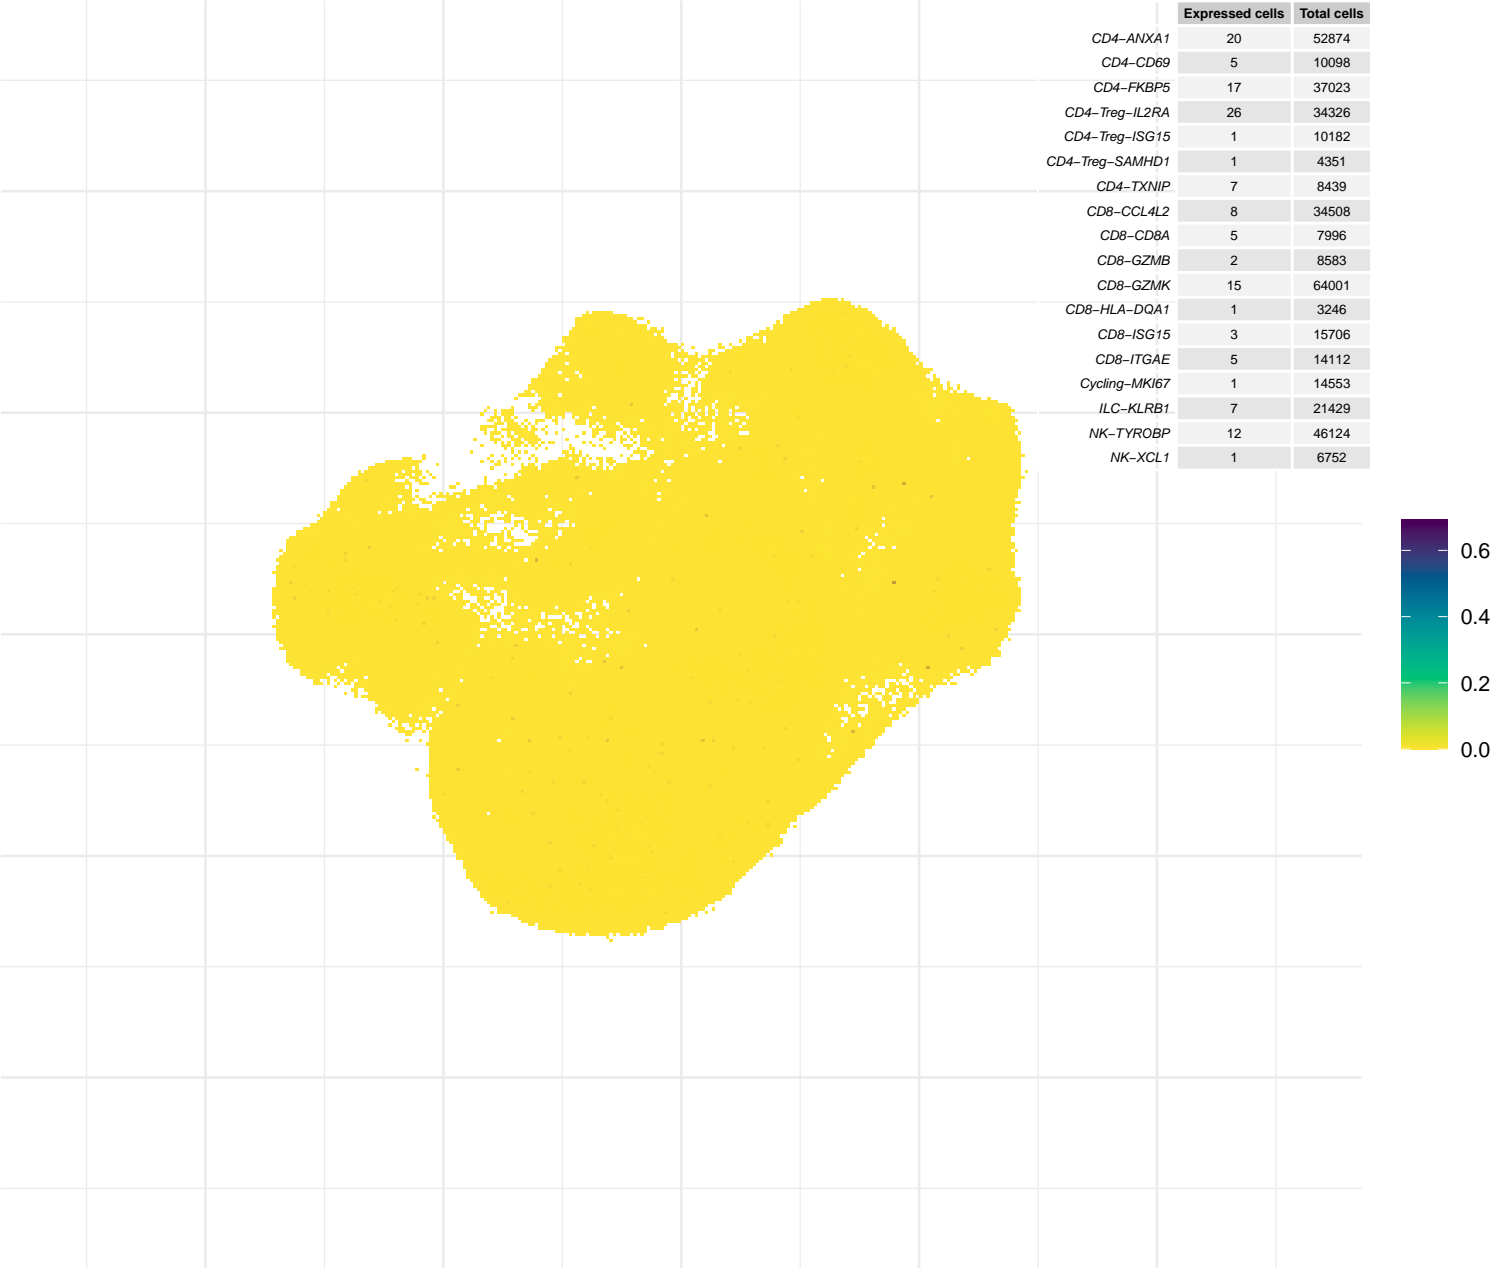 Expressed cells Total cells
CD4−ANXA1 20 52874
CD4−CD69 5 10098
CD4−FKBP5 17 37023
CD4−Treg−IL2RA 26 34326
CD4−Treg−ISG15 1 10182
CD4−Treg−SAMHD1 1 4351
CD4−TXNIP 7 8439
CD8−CCL4L2 8 34508
CD8−CD8A 5 7996
CD8−GZMB 2 8583
CD8−GZMK 15 64001
CD8−HLA−DQA1 1 3246
CD8−ISG15 3 15706
CD8−ITGAE 5 14112
Cycling−MKI67 1 14553
ILC−KLRB1 7 21429
NK−TYROBP 12 46124
NK−XCL1 1 6752
0.6
0.4
0.2
0.0